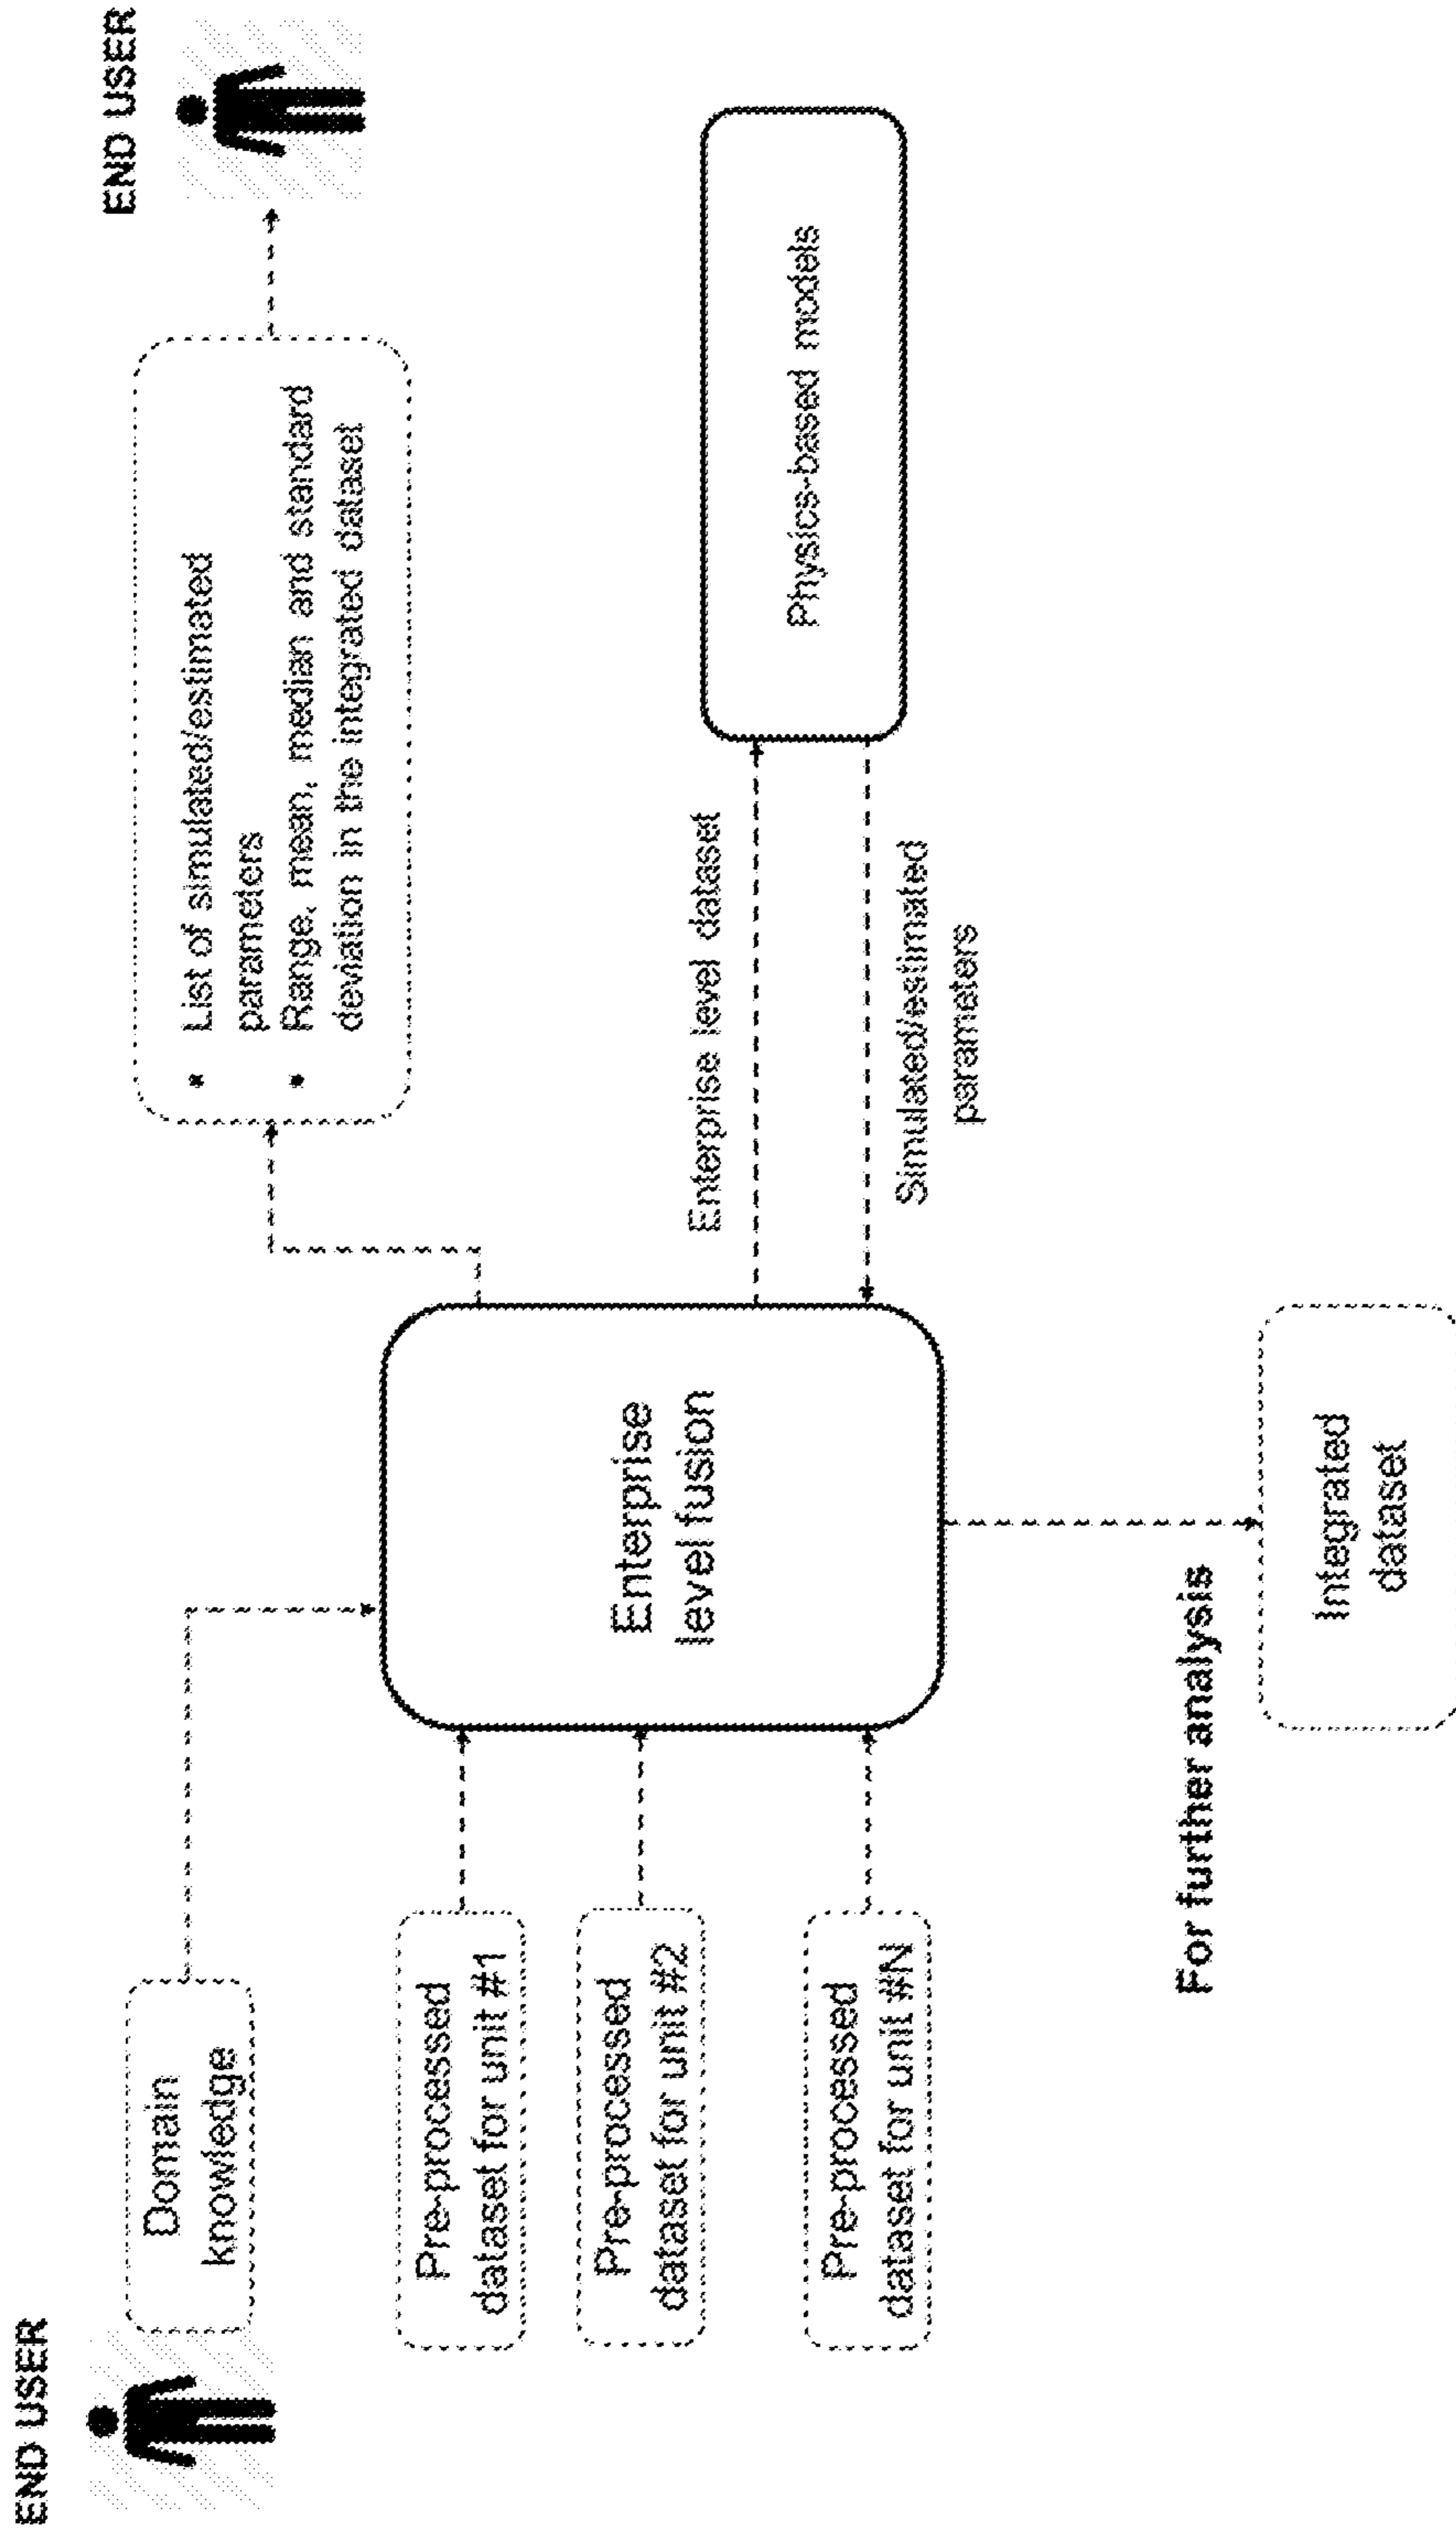 END USER
Domain
knowledge
Pre-processed
dataset for unit #1
Pre-processed
dataset for unit #2
Pre-processed
dataset for unit #N
Enterprise
level fusion
END USER
• List of simulated/estimated
parameters
• Range, mean, median and standard
deviation in the integrated dataset
Enterprise level dataset
Physics-based models
Simulated/estimated
parameters
For further analysis
Integrated
dataset